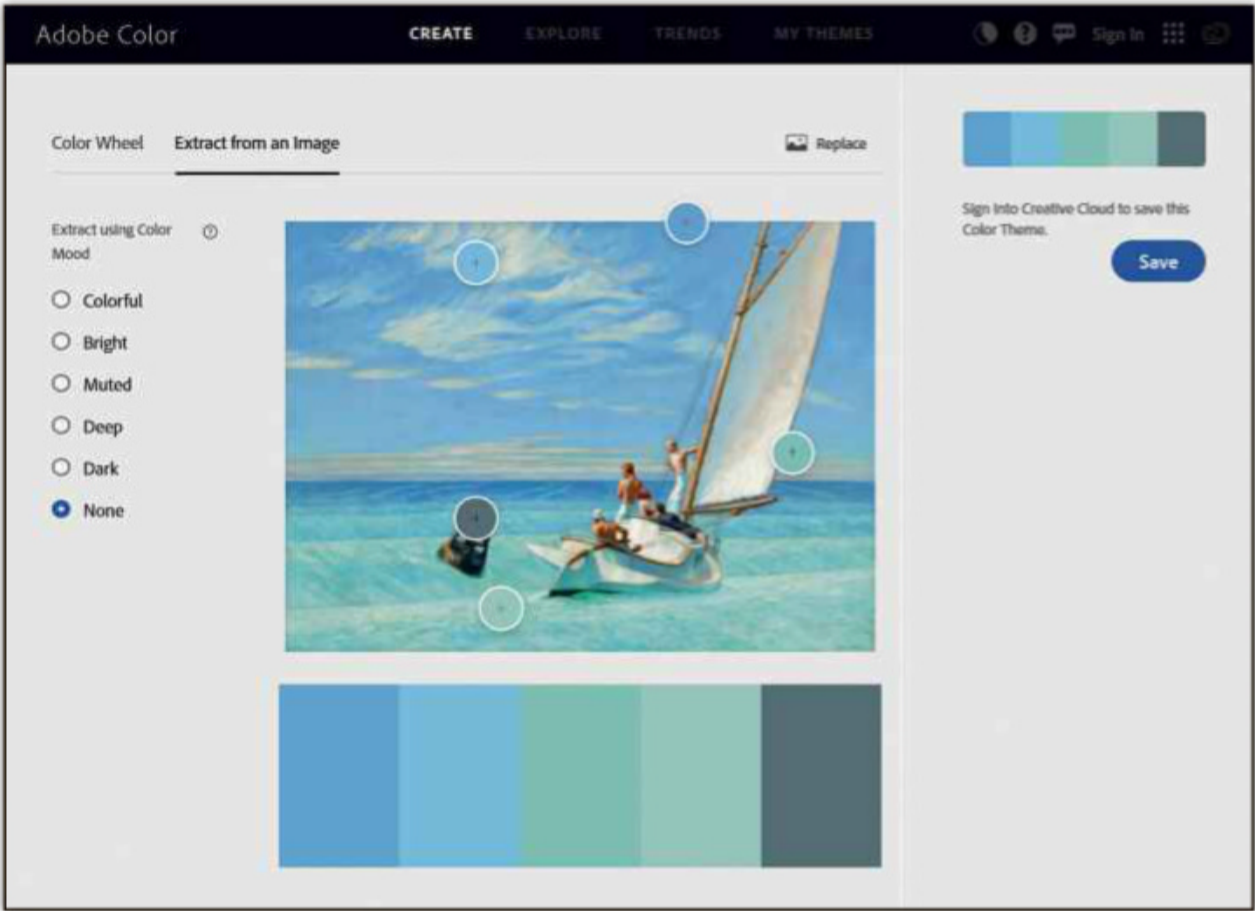 Adobe Color
CREATE
EXPLORE
TRENDS
MY THEMES
Sign In
Color Wheel
Extract from an Image
Replace
Sign Into Creative Cloud to save this
Color Theme.
Save
Extract using Color
Mood
Colorful
Bright
Muted
Deep
Dark
None